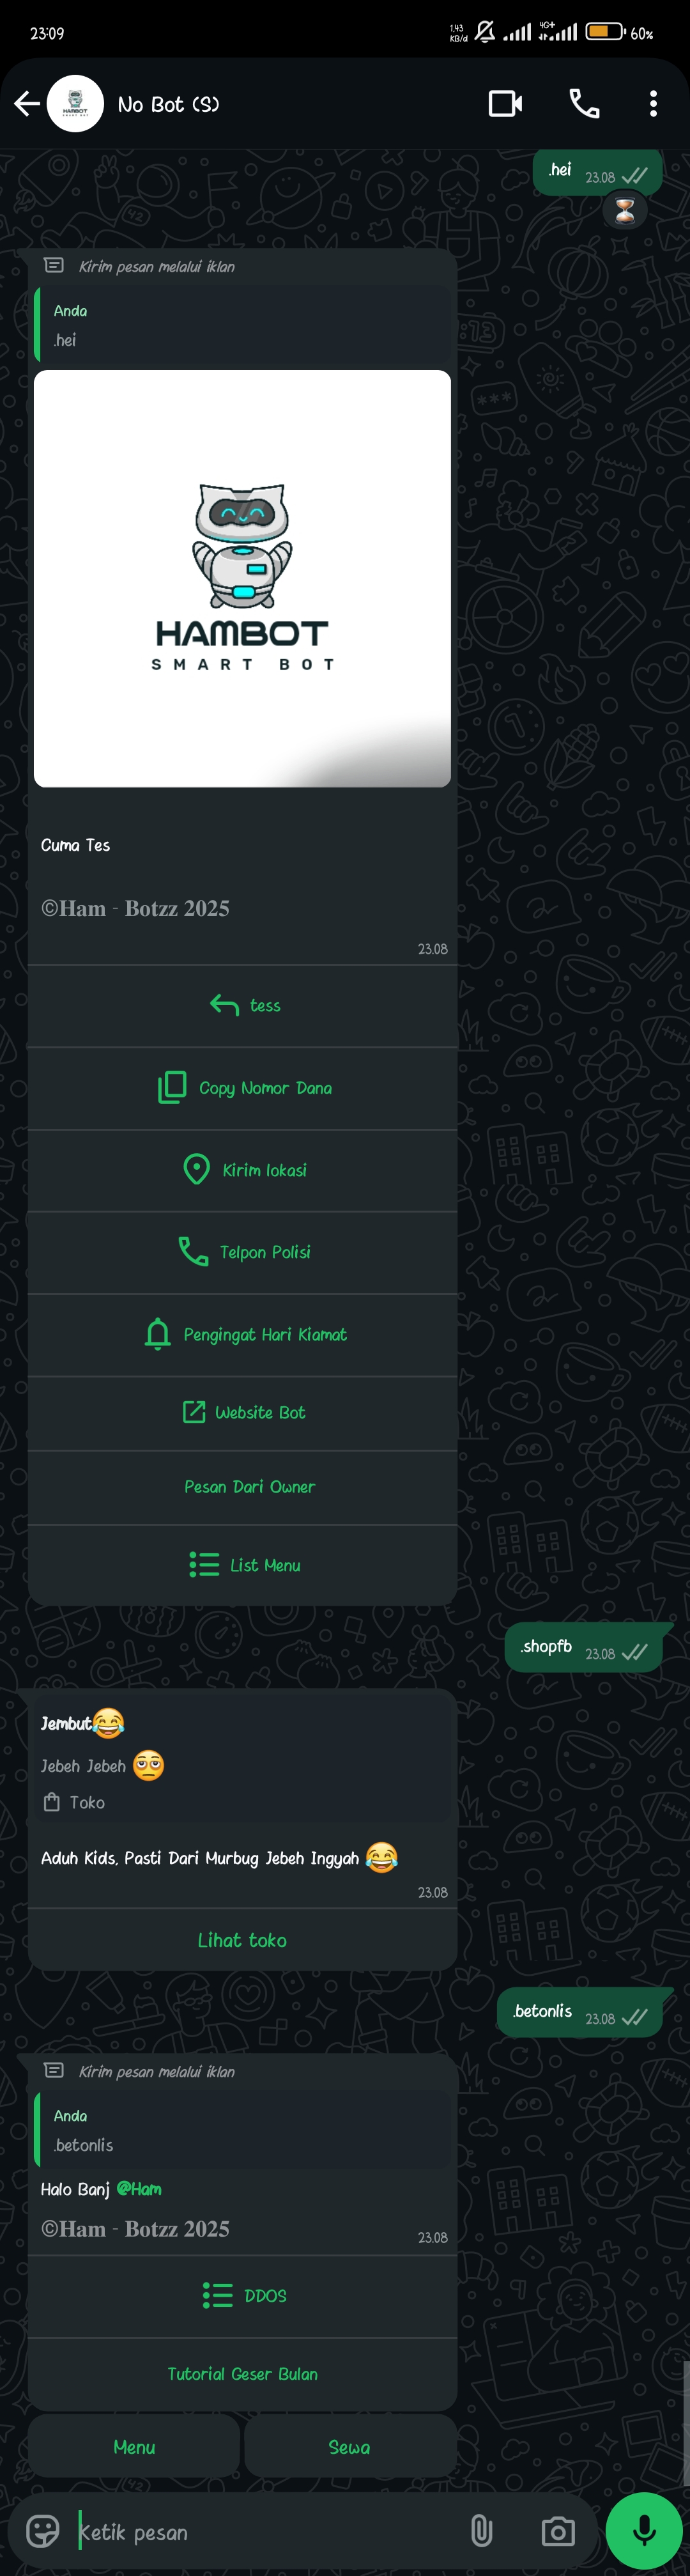 23:09
1,43
KB/d
4G+
60%
HAMBOT
SMART BOT
No Bot (S)
.hei 23.08
Kirim pesan melalui iklan
Anda
.hei
HAMBOT
SMART BOT
Cuma Tes
©Ham - Botzz 2025
23.08
tess
Copy Nomor Dana
Kirim lokasi
Telpon Polisi
Pengingat Hari Kiamat
Website Bot
Pesan Dari Owner
List Menu
.shopfb 23.08
Jembut😂
Jebeh Jebeh 🙄
Toko
Aduh Kids, Pasti Dari Murbug Jebeh Ingyah 😂
23.08
Lihat toko
.betonlis 23.08
Kirim pesan melalui iklan
Anda
.betonlis
Halo Banj @Ham
©Ham - Botzz 2025
23.08
DDOS
Tutorial Geser Bulan
Menu
Sewa
Ketik pesan